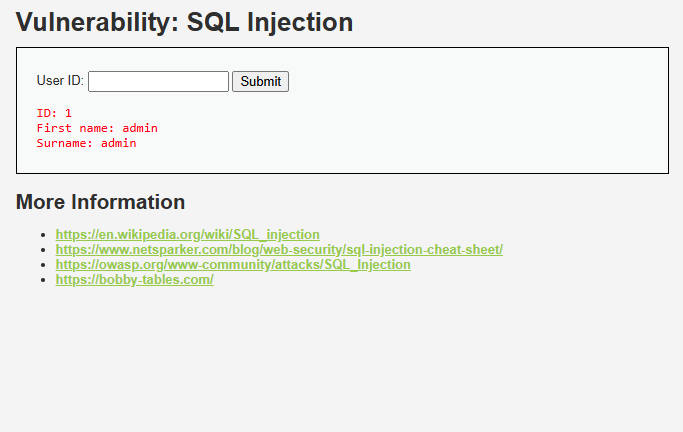 Vulnerability: SQL Injection
User ID: Submit
ID: 1
First name: admin
Surname: admin
More Information
https://en.wikipedia.org/wiki/SQL_injection
https://www.netsparker.com/blog/web-security/sql-injection-cheat-sheet/
https://owasp.org/www-community/attacks/SQL_Injection
https://bobby-tables.com/